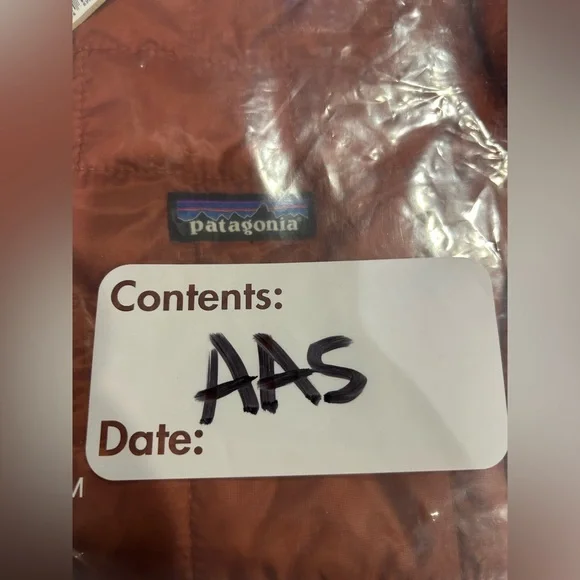 patagonia
Contents:
AAS
Date:
M